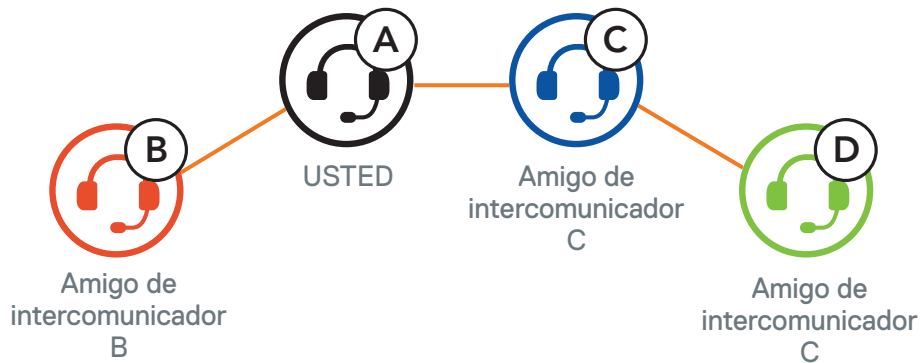 A
C
B
D
USTED
Amigo de
intercomunicador
C
Amigo de
intercomunicador
B
Amigo de
intercomunicador
C